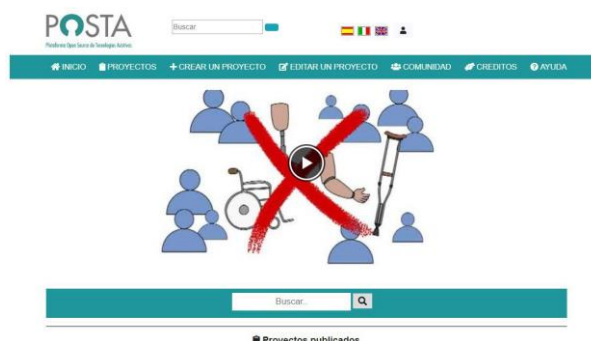 POSTA
Plataforma Open Source de Tecnologías Asistivas
Buscar
INICIO PROYECTOS CREAR UN PROYECTO EDITAR UN PROYECTO COMUNIDAD CREDITOS AYUDA
Buscar..
Proyectos publicados